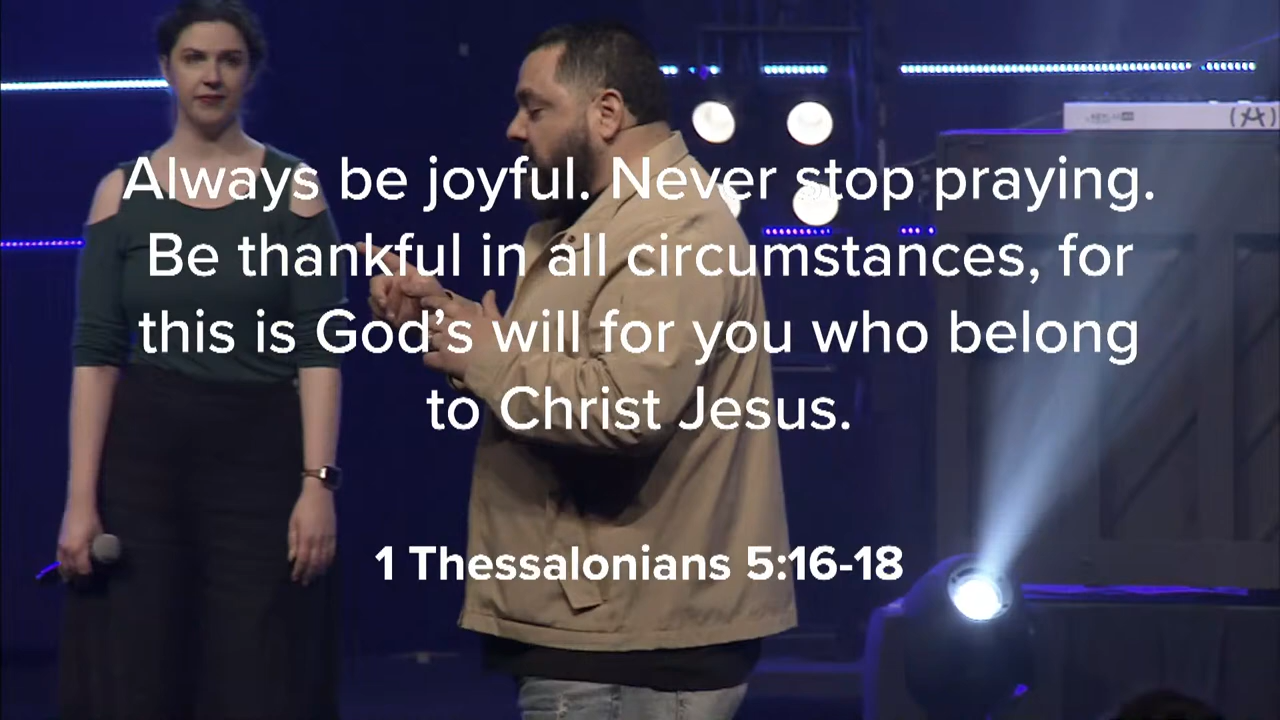 Always be joyful. Never stop praying.
Be thankful in all circumstances, for
this is God’s will for you who belong
to Christ Jesus.
1 Thessalonians 5:16-18